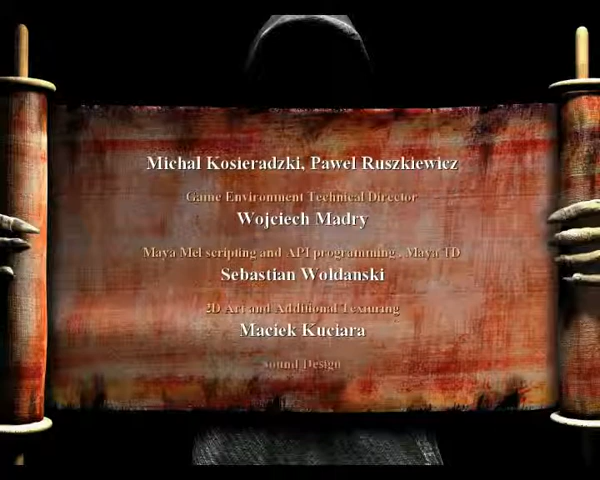 Michal Kosieradzki, Pawel Ruszkiewicz
Game Environment Technical Director
Wojciech Madry
Maya Mel scripting and API programming , Maya TD
Sebastian Woldanski
2D Art and Additional Texturing
Maciek Kuciara
Sound Design